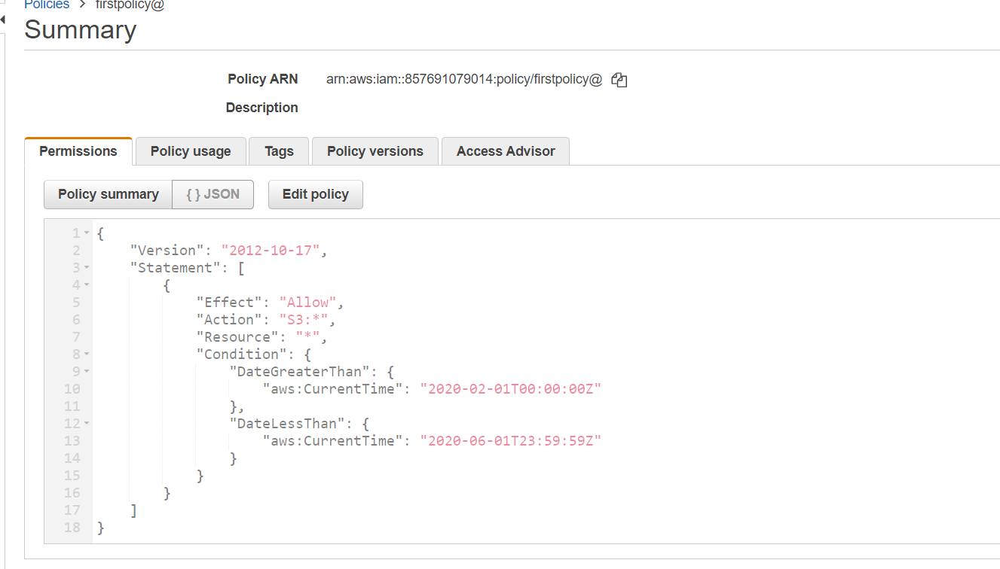 Policies > firstpolicy@
Summary
Policy ARN arn:aws:iam::857691079014:policy/firstpolicy@
Description
Permissions Policy usage Tags Policy versions Access Advisor
Policy summary { } JSON Edit policy
1 {
2 "Version": "2012-10-17",
3 "Statement": [
4 {
5 "Effect": "Allow",
6 "Action": "S3:*",
7 "Resource": "*",
8 "Condition": {
9 "DateGreaterThan": {
10 "aws:CurrentTime": "2020-02-01T00:00:00Z"
11 },
12 "DateLessThan": {
13 "aws:CurrentTime": "2020-06-01T23:59:59Z"
14 }
15 }
16 }
17 ]
18 }